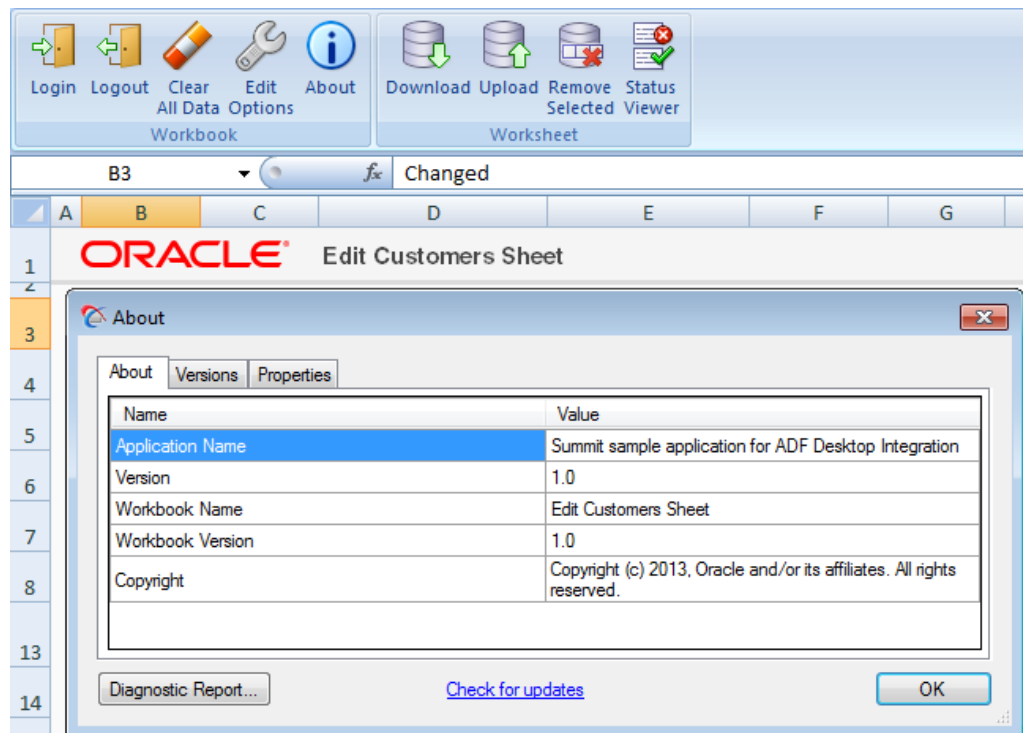 Login Logout Clear All Data Edit Options About Download Upload Remove Selected Status Viewer
Workbook Worksheet
B3 fx Changed
A B C D E F G
1 ORACLE® Edit Customers Sheet
2
3 About
4 About Versions Properties
Name Value
5 Application Name Summit sample application for ADF Desktop Integration
6 Version 1.0
Workbook Name Edit Customers Sheet
7 Workbook Version 1.0
8 Copyright Copyright (c) 2013, Oracle and/or its affiliates. All rights
reserved.
13
14 Diagnostic Report... Check for updates OK